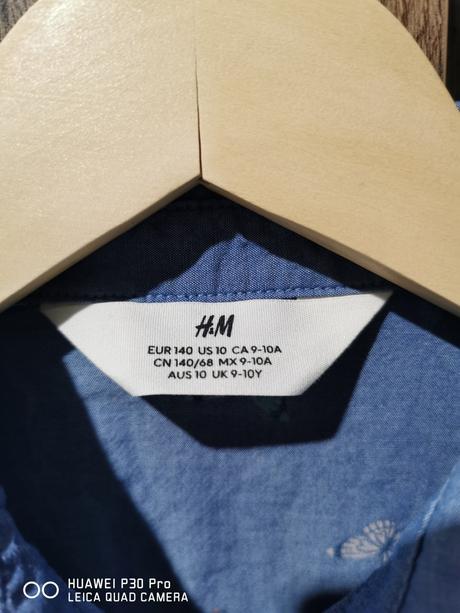 H&M
EUR 140 US 10 CA 9-10A
CN 140/68 MX 9-10A
AUS 10 UK 9-10Y
HUAWEI P30 Pro
LEICA QUAD CAMERA